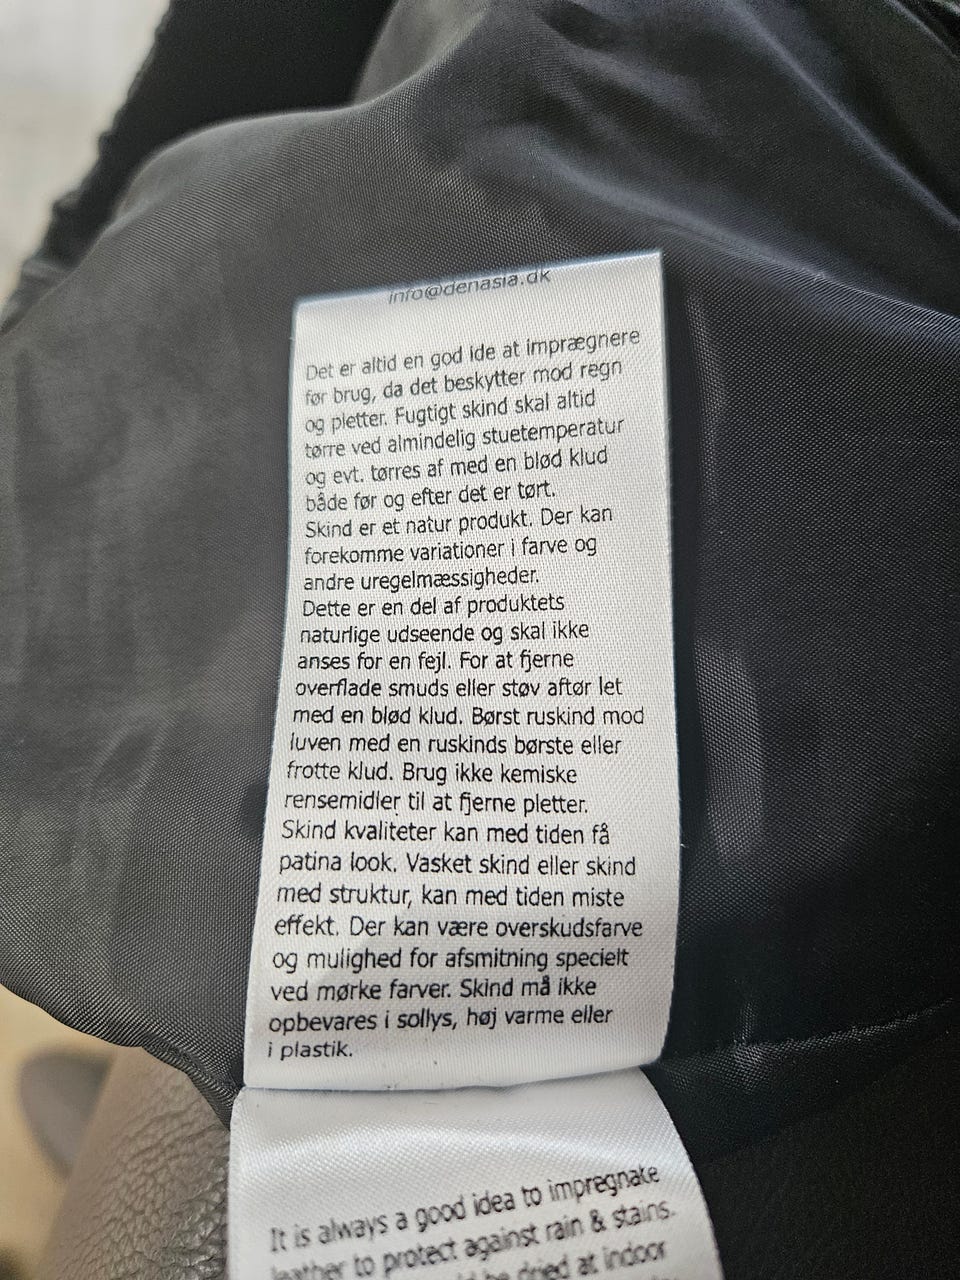 info@denasia.dk
Det er altid en god ide at imprægnere
før brug, da det beskytter mod regn
og pletter. Fugtigt skind skal altid
tørre ved almindelig stuetemperatur
og evt. tørres af med en blød klud
både før og efter det er tørt.
Skind er et natur produkt. Der kan
forekomme variationer i farve og
andre uregelmæssigheder.
Dette er en del af produktets
naturlige udseende og skal ikke
anses for en fejl. For at fjerne
overflade smuds eller støv aftør let
med en blød klud. Børst ruskind mod
luven med en ruskinds børste eller
frotte klud. Brug ikke kemiske
rensemidler til at fjerne pletter.
Skind kvaliteter kan med tiden få
patina look. Vasket skind eller skind
med struktur, kan med tiden miste
effekt. Der kan være overskudsfarve
og mulighed for afsmitning specielt
ved mørke farver. Skind må ikke
opbevares i sollys, høj varme eller
i plastik.
It is always a good idea to impregnate
leather to protect against rain & stains.
be dried at indoor